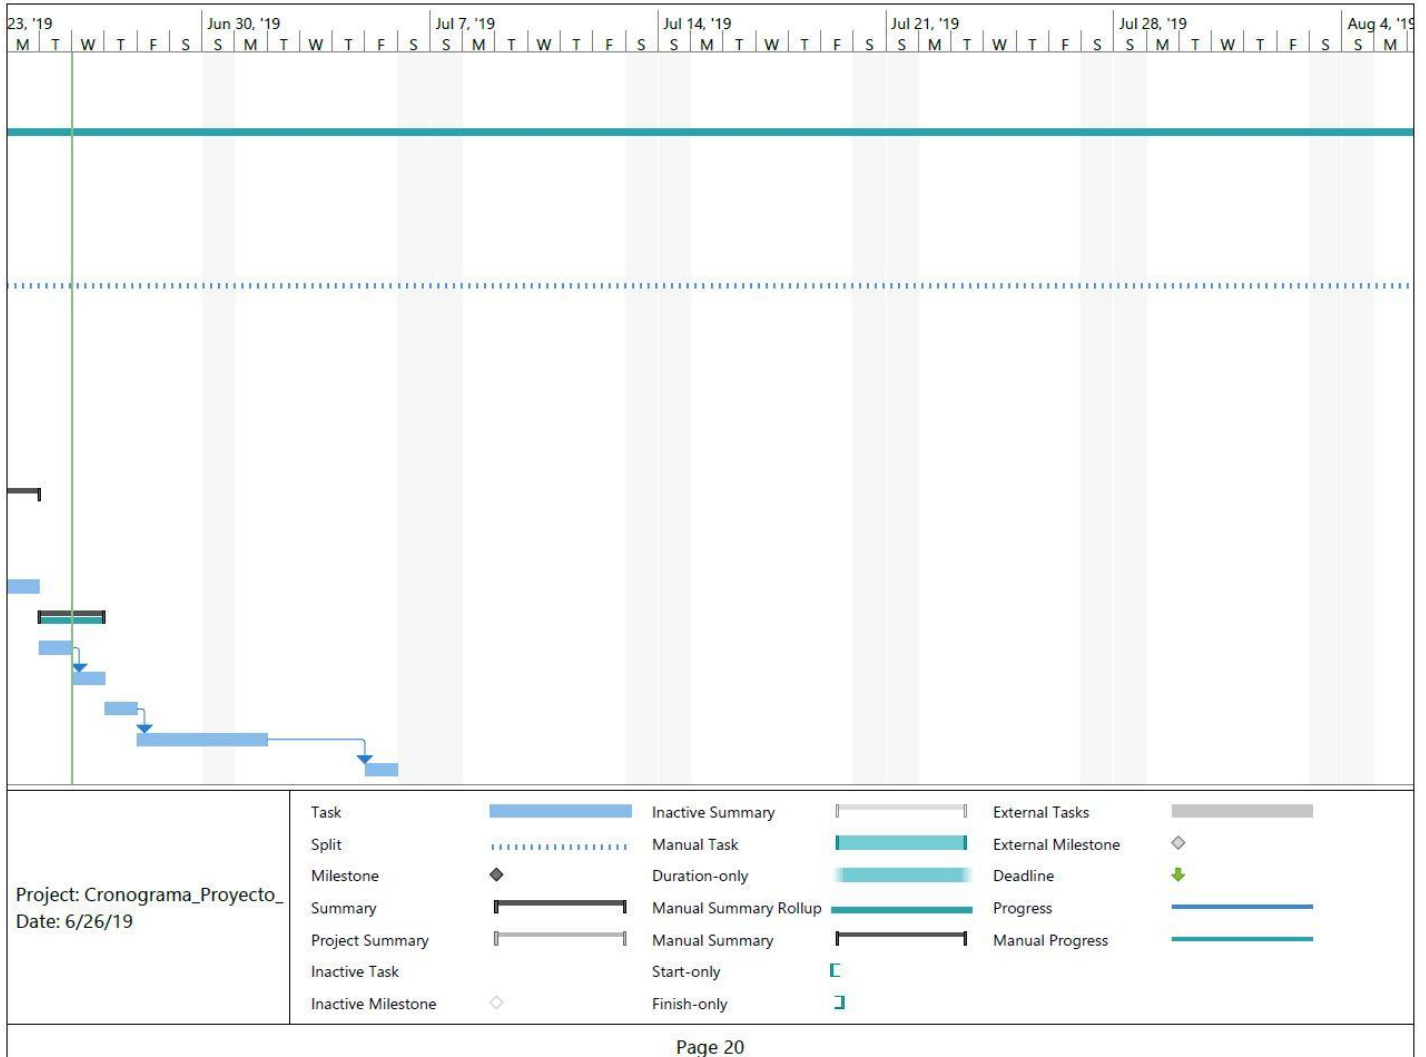 23, '19 Jun 30, '19 Jul 7, '19 Jul 14, '19 Jul 21, '19 Jul 28, '19 Aug 4, '19
M T W T F S S M T W T F S S M T W T F S S M T W T F S S M T W T F S S M T W T F S S M
Task Inactive Summary External Tasks
Split Manual Task External Milestone
Milestone Duration-only Deadline
Project: Cronograma_Proyecto_
Date: 6/26/19
Summary Manual Summary Rollup Progress
Project Summary Manual Summary Manual Progress
Inactive Task Start-only
Inactive Milestone Finish-only
Page 20